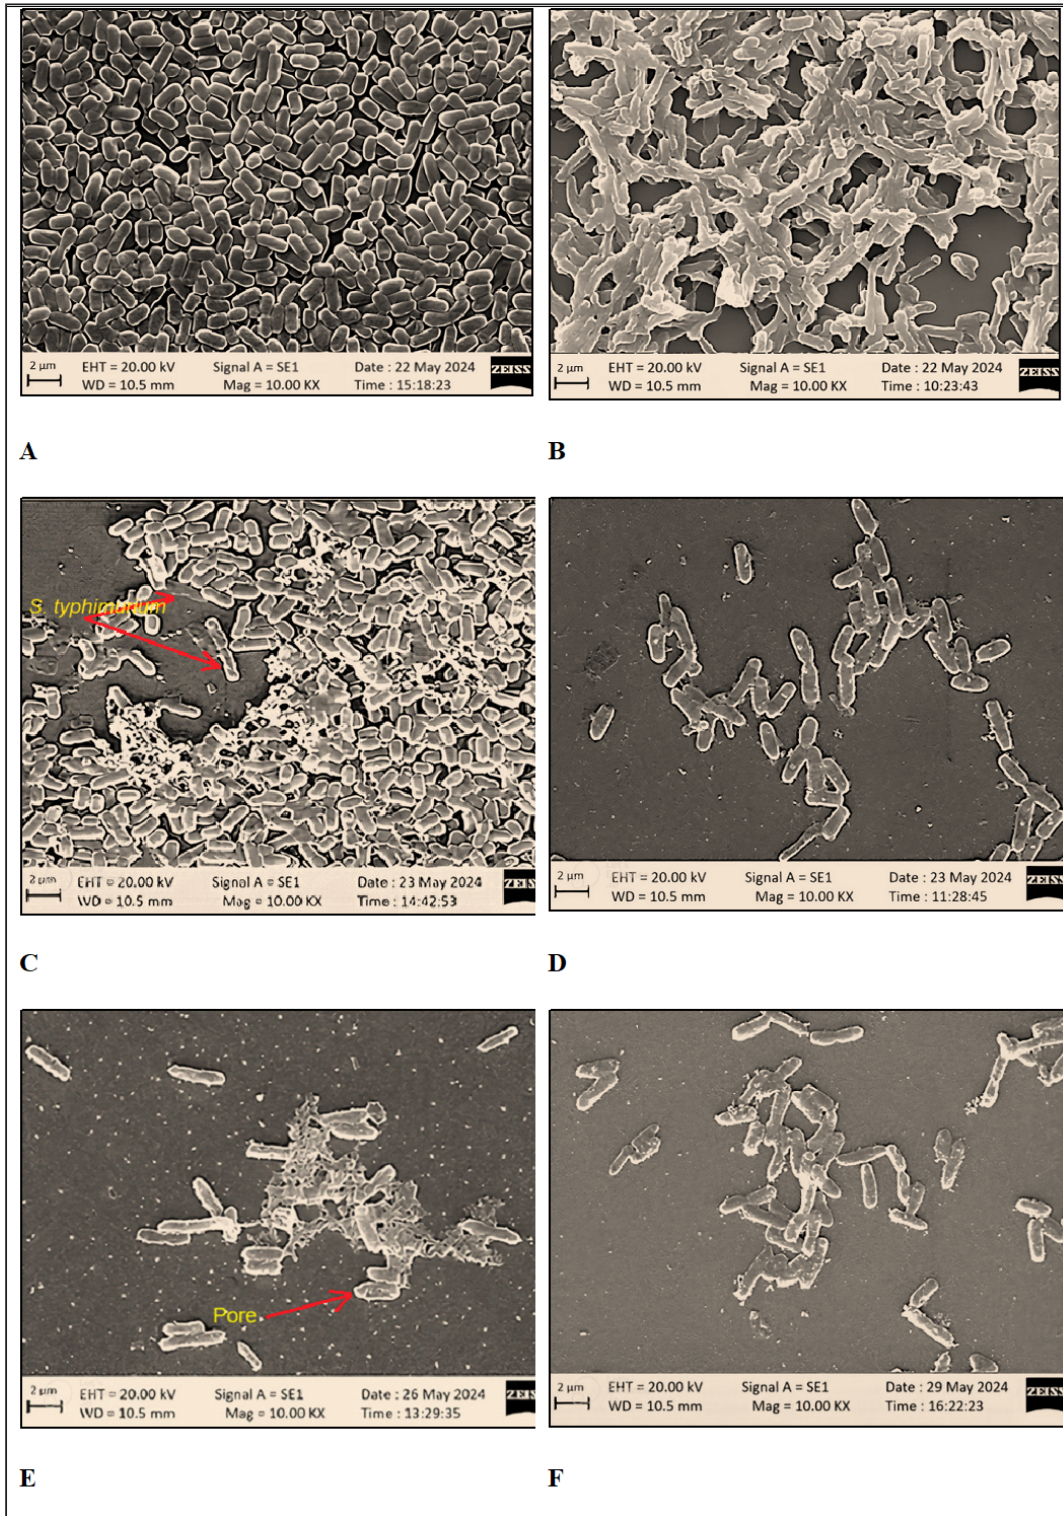 2 µm EHT = 20.00 kV Signal A = SE1 Date : 22 May 2024 ZEISS
WD = 10.5 mm Mag = 10.00 KX Time : 15:18:23
2 µm EHT = 20.00 kV Signal A = SE1 Date : 22 May 2024 ZEISS
WD = 10.5 mm Mag = 10.00 KX Time : 10:23:43
A
B
S. typhimurium
2 µm EHT = 20.00 kV Signal A = SE1 Date : 23 May 2024 ZEIS
WD = 10.5 mm Mag = 10.00 KX Time : 14:42:53
2 µm EHT = 20.00 kV Signal A = SE1 Date : 23 May 2024 ZEIS
WD = 10.5 mm Mag = 10.00 KX Time : 11:28:45
C
D
Pore
2 µm EHT = 20.00 kV Signal A = SE1 Date : 26 May 2024 ZEIS
WD = 10.5 mm Mag = 10.00 KX Time : 13:29:35
2 µm EHT = 20.00 kV Signal A = SE1 Date : 29 May 2024 ZEIS
WD = 10.5 mm Mag = 10.00 KX Time : 16:22:23
E
F